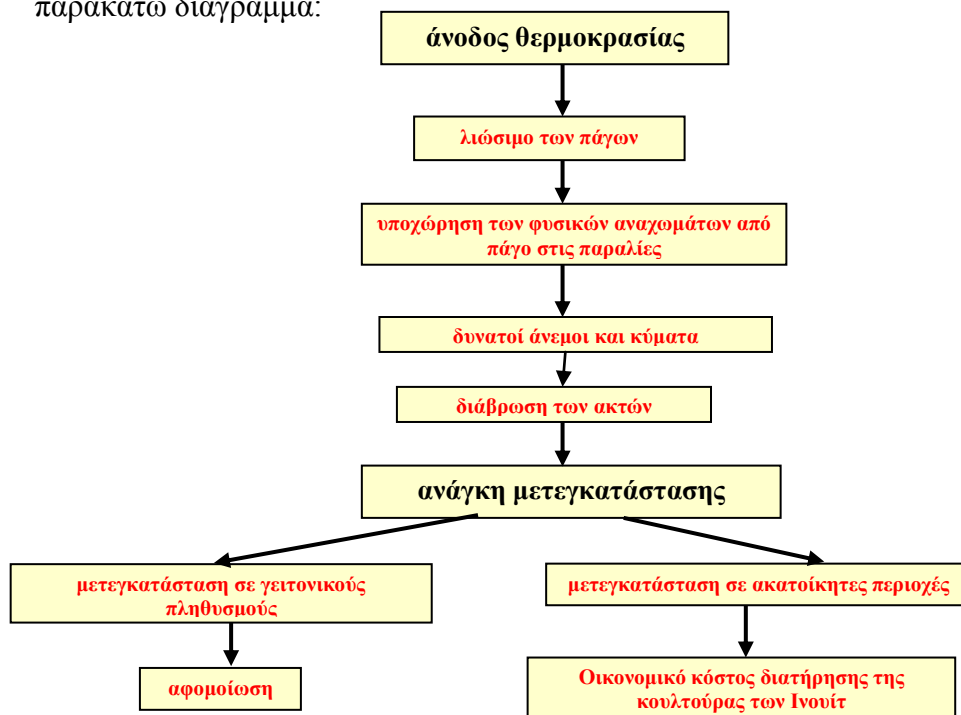 παρακάτω διάγραμμα:
άνοδος θερμοκρασίας
λιώσιμο των πάγων
υποχώρηση των φυσικών αναχωμάτων από
πάγο στις παραλίες
δυνατοί άνεμοι και κύματα
διάβρωση των ακτών
ανάγκη μετεγκατάστασης
μετεγκατάσταση σε γειτονικούς
πληθυσμούς
μετεγκατάσταση σε ακατοίκητες περιοχές
αφομοίωση
Οικονομικό κόστος διατήρησης της
κουλτούρας των Ινουίτ